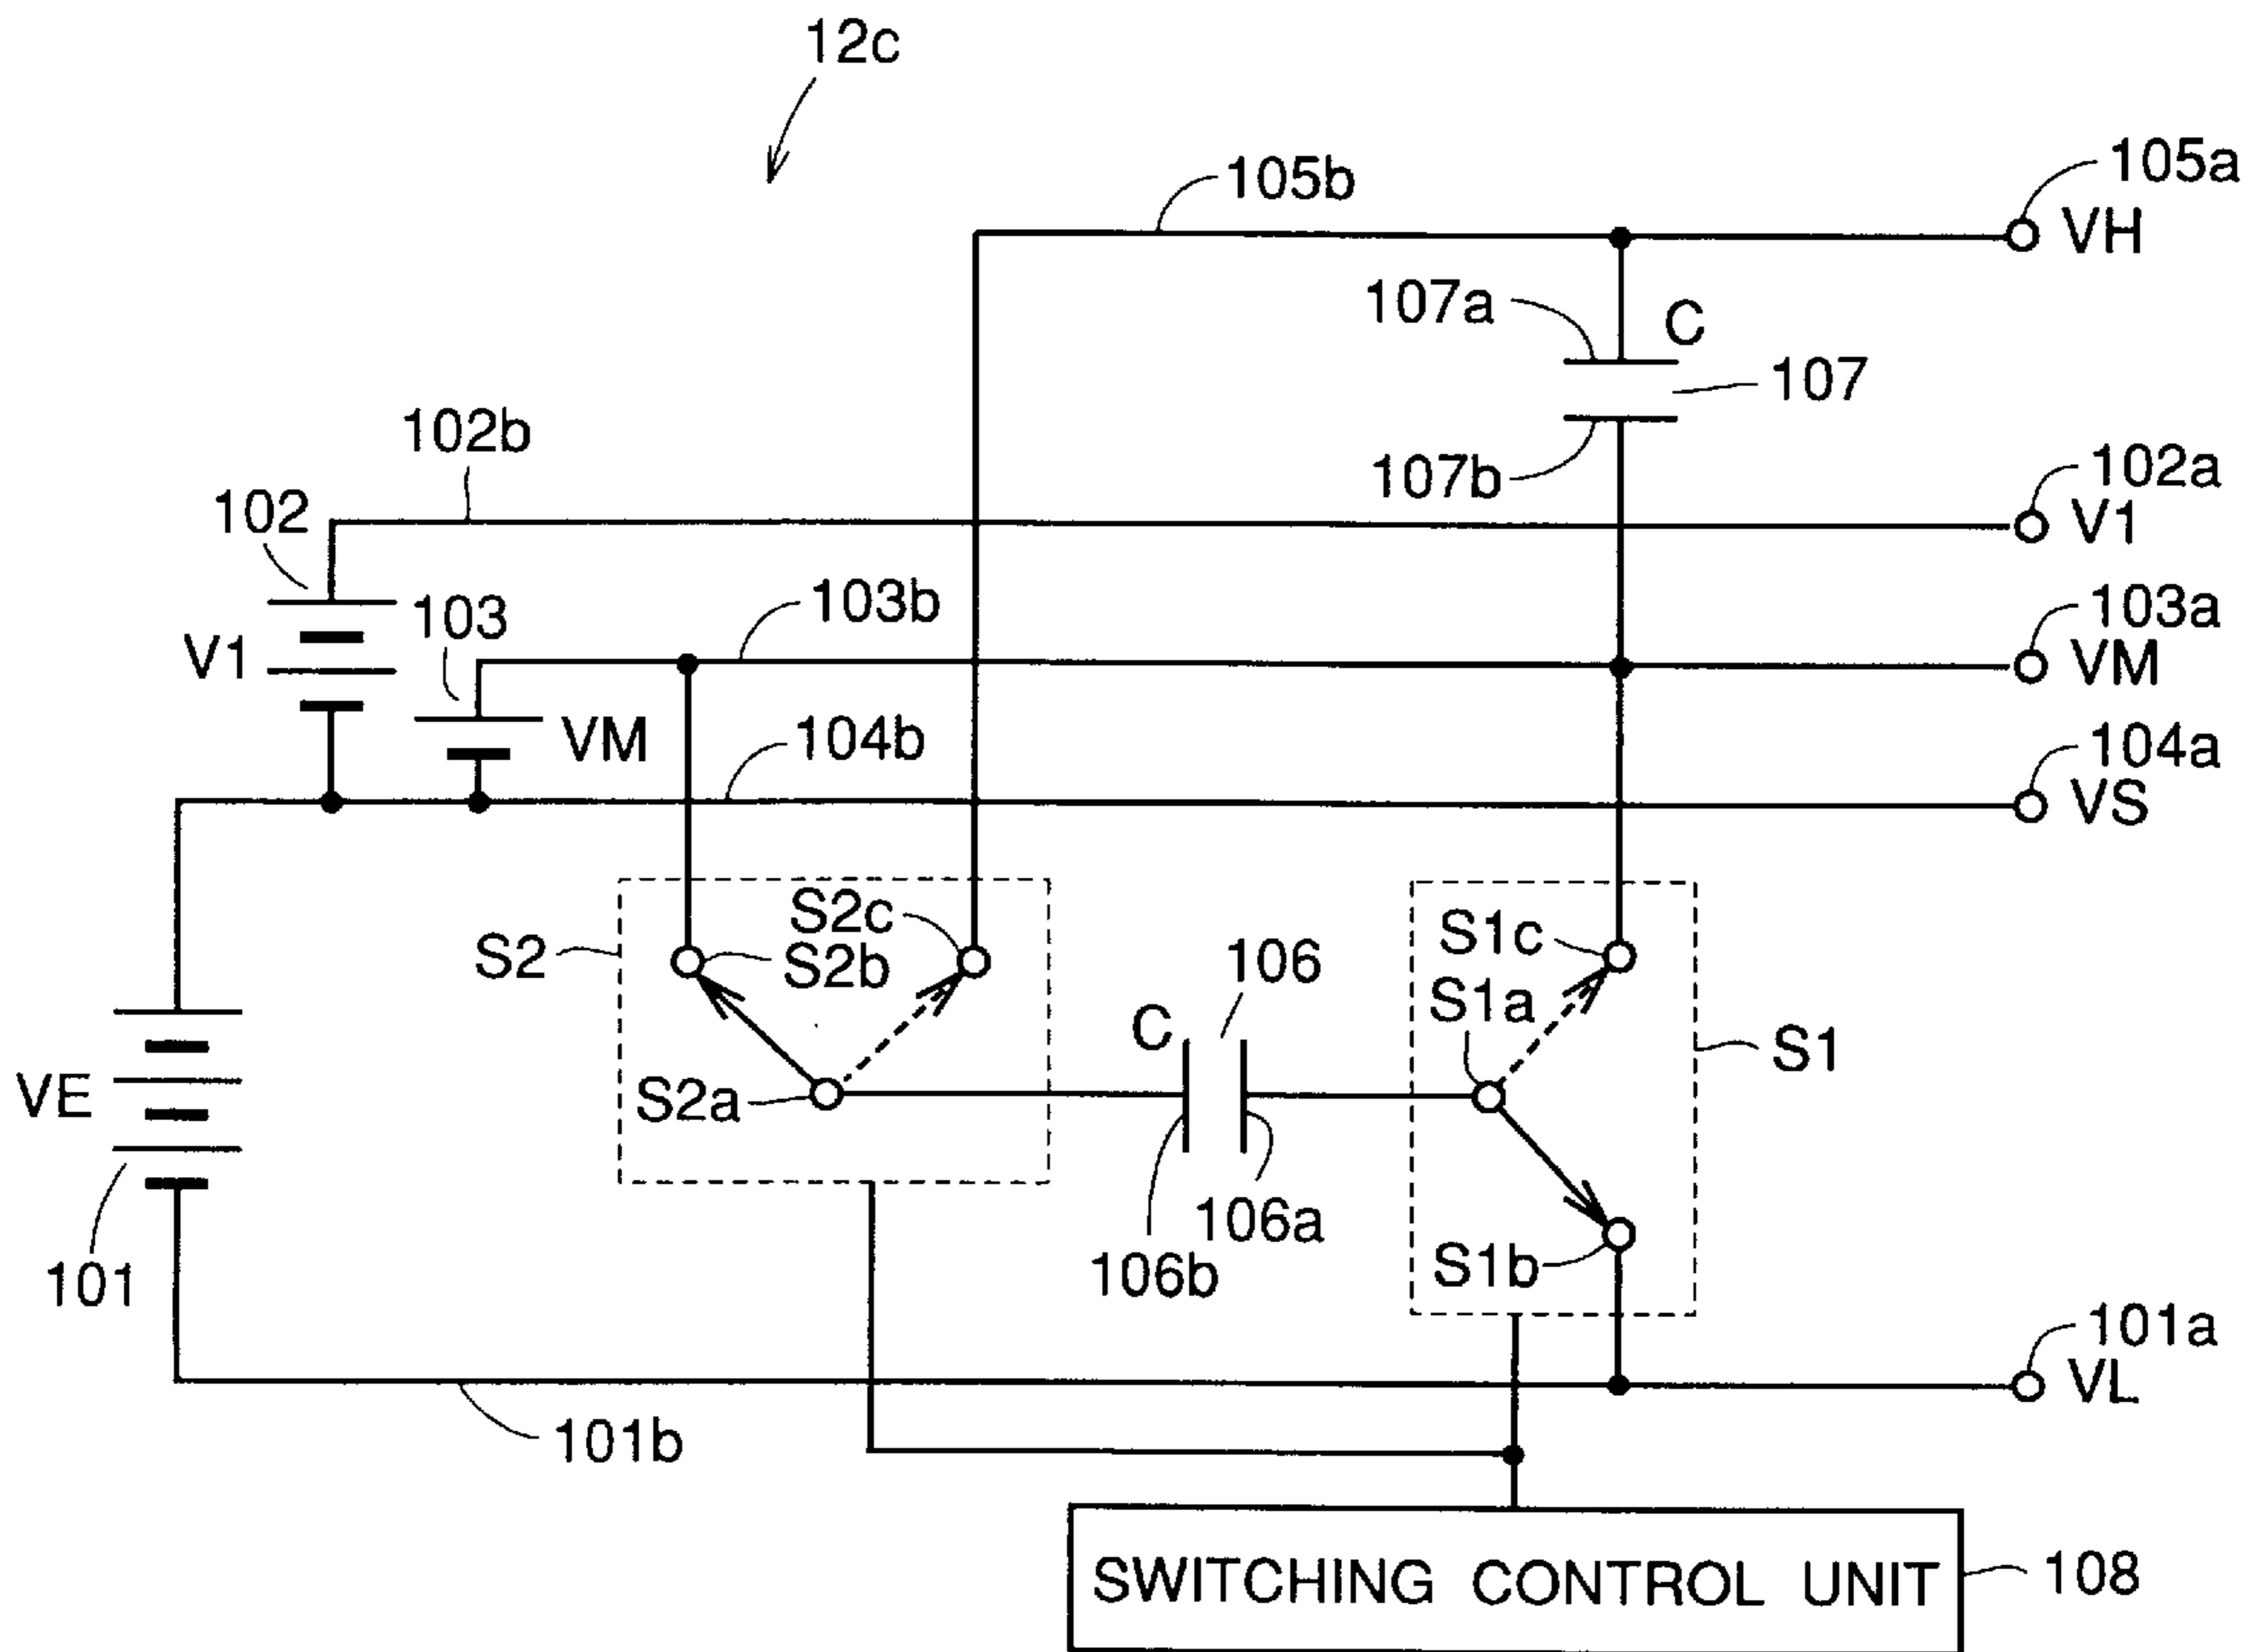 12c
105b
105a
VH
107a
C
107
107b
102b
102a
V1
102
103b
103a
VM
103
V1
VM
104b
104a
VS
S2c
S2
S2b
S2a
C
106
106a
106b
S1c
S1a
S1
S1b
VE
101
101a
VL
101b
SWITCHING CONTROL UNIT
108